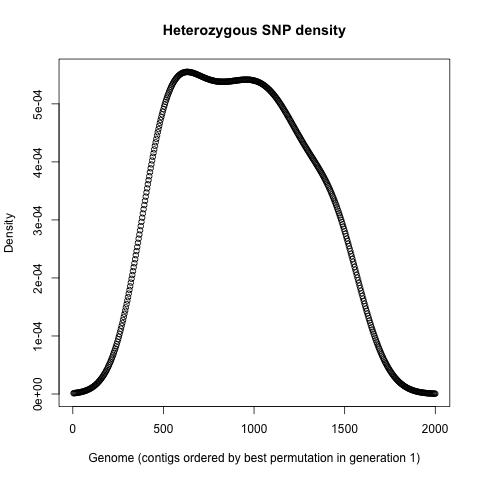 Heterozygous SNP density
Density
5e-04
4e-04
3e-04
2e-04
1e-04
0e+00
0 500 1000 1500 2000
Genome (contigs ordered by best permutation in generation 1)